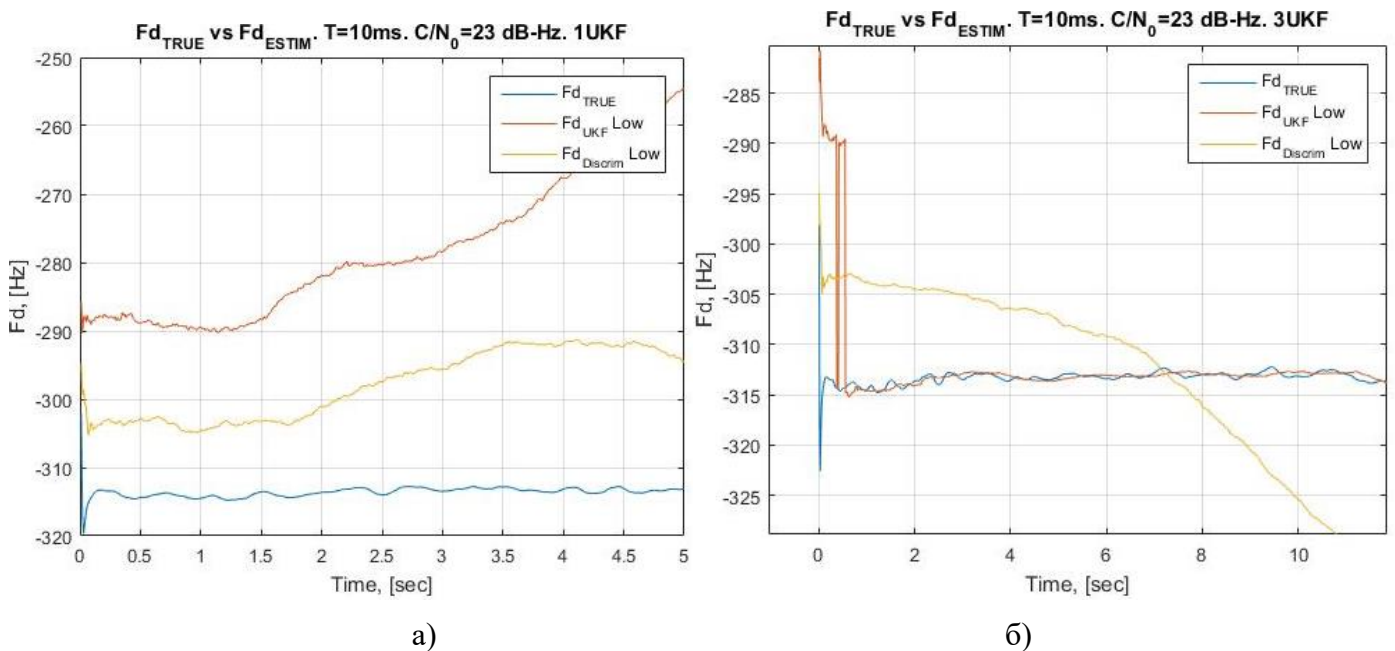 Fd_TRUE vs Fd_ESTIM. T=10ms. C/N_0=23 dB-Hz. 1UKF
-250
-260
-270
-280
-290
-300
-310
-320
Fd, [Hz]
Fd_TRUE
Fd_UKF Low
Fd_Discrim Low
0 0.5 1 1.5 2 2.5 3 3.5 4 4.5 5
Time, [sec]
а)
Fd_TRUE vs Fd_ESTIM. T=10ms. C/N_0=23 dB-Hz. 3UKF
-285
-290
-295
-300
-305
-310
-315
-320
-325
Fd, [Hz]
Fd_TRUE
Fd_UKF Low
Fd_Discrim Low
0 2 4 6 8 10
Time, [sec]
б)